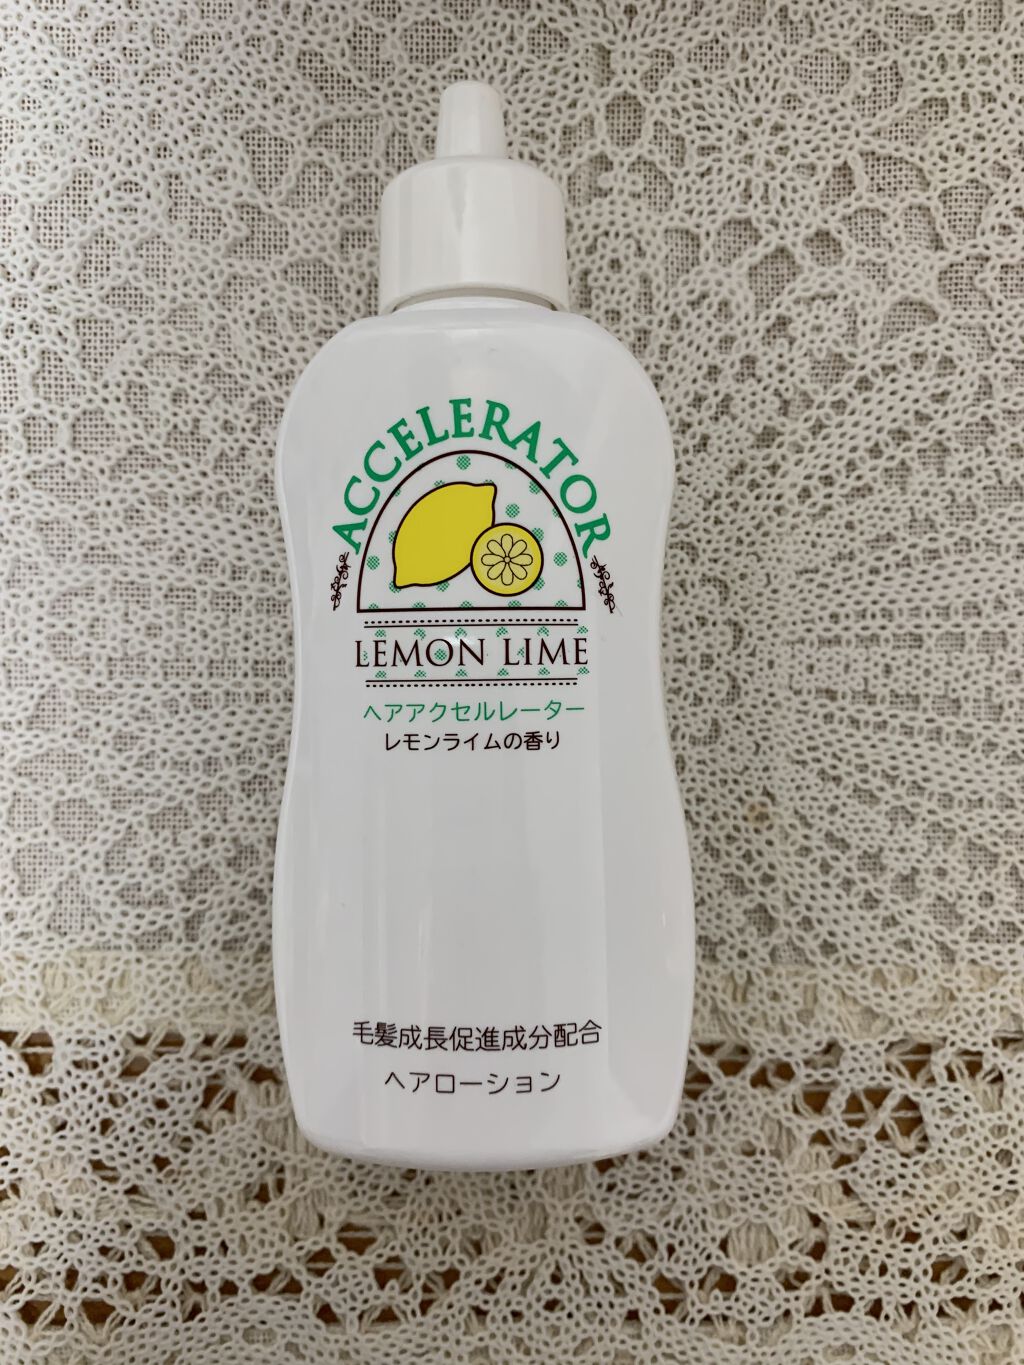 ACCELERATOR
LEMON LIME
ヘアアクセルレーター
レモンライムの香り
毛髪成長促進成分配合
ヘアローション